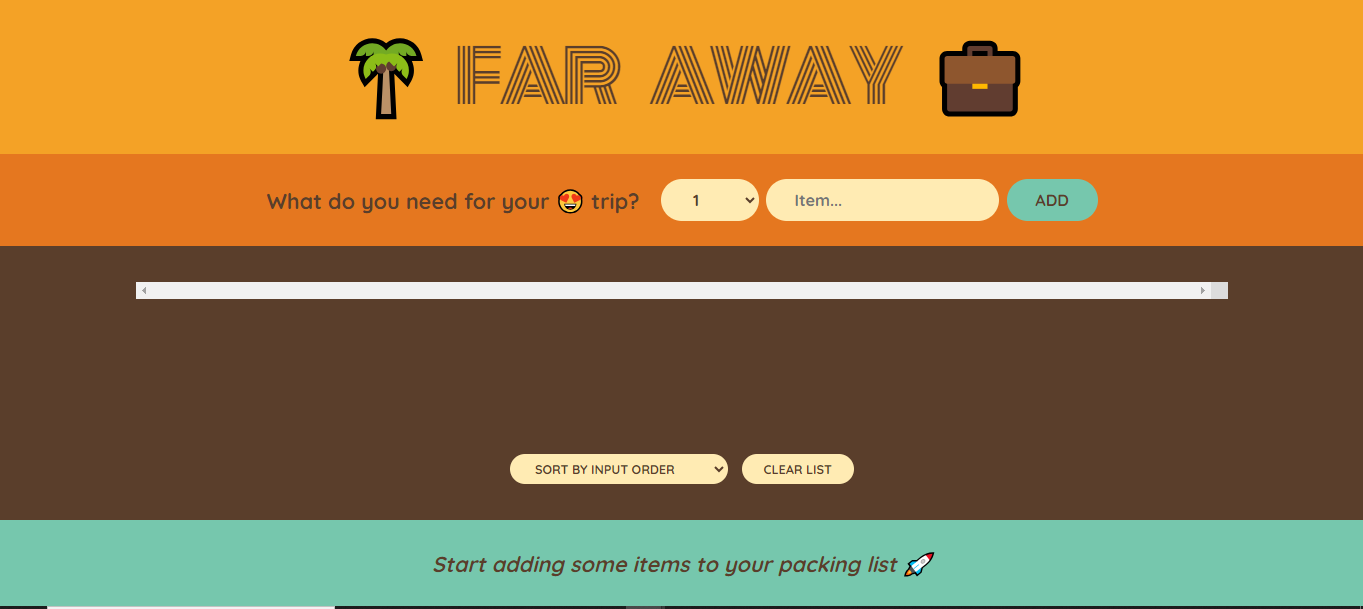 FAR AWAY
What do you need for your 😍 trip? 1 Item... ADD
SORT BY INPUT ORDER CLEAR LIST
Start adding some items to your packing list 🚀